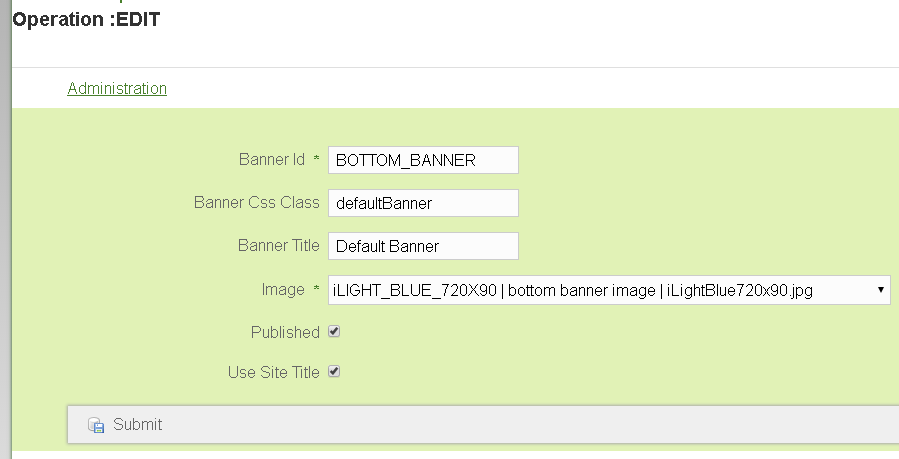 Operation :EDIT
Administration
Banner Id * BOTTOM_BANNER
Banner Css Class defaultBanner
Banner Title Default Banner
Image * iLIGHT_BLUE_720X90 | bottom banner image | iLightBlue720x90.jpg
Published
Use Site Title
Submit